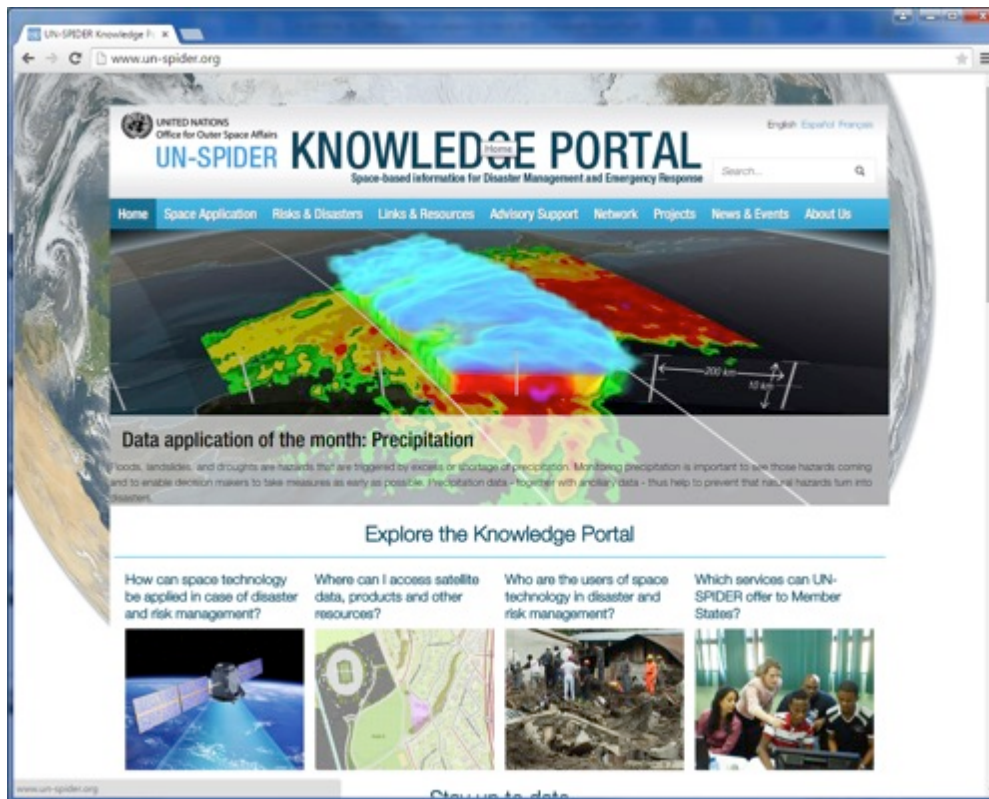 UN-SPIDER Knowledge P
www.un-spider.org
UNITED NATIONS
Office for Outer Space Affairs
UN-SPIDER KNOWLEDGE PORTAL
Home
Space-based information for Disaster Management and Emergency Response
English Español Français
Search...
Home Space Application Risks & Disasters Links & Resources Advisory Support Network Projects News & Events About Us
200 km
10 km
Data application of the month: Precipitation
Floods, landslides, and droughts are hazards that are triggered by excess or shortage of precipitation. Monitoring precipitation is important to see those hazards coming
and to enable decision makers to take measures as early as possible. Precipitation data - together with ancillary data - thus help to prevent that natural hazards turn into
disasters.
Explore the Knowledge Portal
How can space technology
be applied in case of disaster
and risk management?
Where can I access satellite
data, products and other
resources?
Who are the users of space
technology in disaster and
risk management?
Which services can UN-
SPIDER offer to Member
States?
www.un-spider.org
Stay up to date